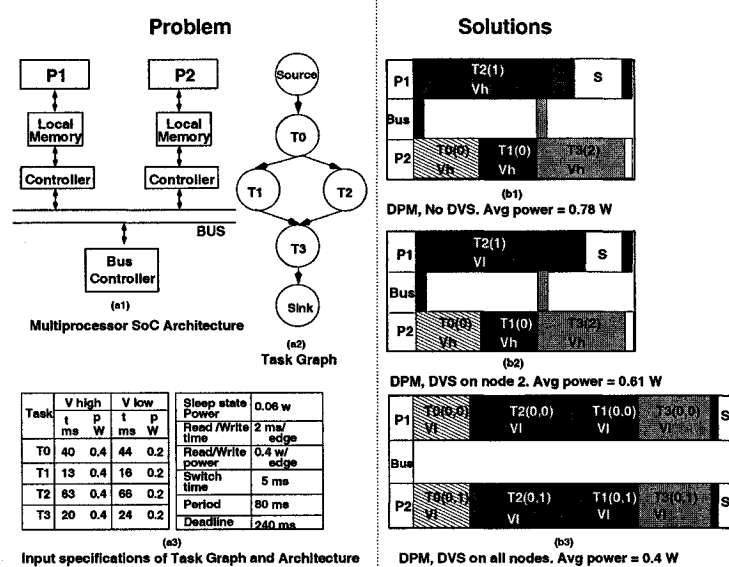 Problem
P1
P2
Source
Local
Memory
Local
Memory
T0
Controller
Controller
T1
T2
BUS
Bus
Controller
T3
(a1)
Sink
Multiprocessor SoC Architecture
(a2)
Task Graph
Task V high V low
t ms p W t ms p W
T0 40 0.4 44 0.2
T1 13 0.4 16 0.2
T2 63 0.4 66 0.2
T3 20 0.4 24 0.2
Sleep state
Power 0.06 w
Read /Write
time 2 ms/
edge
Read/Write
power 0.4 w/
edge
Switch
time 5 ms
Period 80 ms
Deadline 240 ms
(a3)
Input specifications of Task Graph and Architecture
Solutions
P1 T2(1) S
Vh
Bus
P2 T0(0) T1(0) T3(2)
Vh Vh Vh
(b1)
DPM, No DVS. Avg power = 0.78 W
P1 T2(1) S
Vl
Bus
P2 T0(0) T1(0) T3(2)
Vh Vh Vh
(b2)
DPM, DVS on node 2. Avg power = 0.61 W
P1 T0(0,0) T2(0,0) T1(0,0) T3(0,0) S
Vl Vl Vl Vl
Bus
P2 T0(0,1) T2(0,1) T1(0,1) T3(0,1) S
Vl Vl Vl Vl
(b3)
DPM, DVS on all nodes. Avg power = 0.4 W